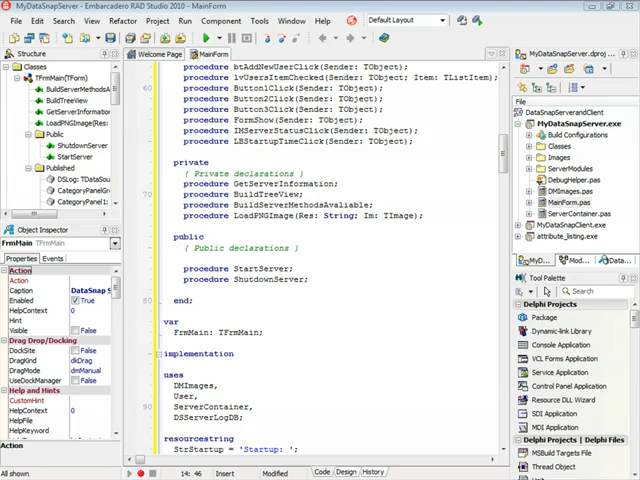 MyDataSnapServer - Embarcadero RAD Studio 2010 - MainForm
File Edit Search View Refactor Project Run Component Tools Window Help
Default Layout
Structure
Classes
TFrmMain(TForm)
BuildServerMethodsA
BuildTreeView
GetServerInformation
LoadPNGImage(Res:
Public
ShutdownServer
StartServer
Published
DSLog: TDataS
CategoryPanelGr
CategoryPanel1:
Object Inspector
FrmMain TFrmMain
Properties Events
Action
Action
Caption DataSnap S
Enabled True
HelpContext 0
Hint
Visible False
Drag Drop/Docking
DockSite False
DragKind dkDrag
DragMode dmManual
UseDockManager False
Help and Hints
CustomHint
HelpContext 0
HelpFile
HelpKeyword
Action
All shown
Welcome Page MainForm
procedure btAddNewUserClick(Sender: TObject);
procedure lvUsersItemChecked(Sender: TObject; Item: TListItem);
60
procedure Button1Click(Sender: TObject);
procedure Button2Click(Sender: TObject);
procedure Button3Click(Sender: TObject);
procedure FormShow(Sender: TObject);
procedure IMServerStatusClick(Sender: TObject);
procedure LBStartupTimeClick(Sender: TObject);
private
{ Private declarations }
procedure GetServerInformation;
70 procedure BuildTreeView;
procedure BuildServerMethodsAvaliable;
procedure LoadPNGImage(Res: String; Im: TImage);
public
{ Public declarations }
procedure StartServer;
procedure ShutdownServer;
80 end;
var
FrmMain: TFrmMain;
implementation
uses
DMImages,
User,
90 ServerContainer,
DSServerLogDB;
resourcestring
StrStartup = 'Startup: ';
14: 46 Insert Modified Code Design History
MyDataSnapServer.dproj
File
DataSnapServerandClient
MyDataSnapServer.exe
Build Configurations
Classes
Images
ServerModules
DebugHelper.pas
DMImages.pas
MainForm.pas
ServerContainer.pas
MyDataSnapClient.exe
attribute_listing.exe
MyD... Mod... Data...
Tool Palette
Search
Delphi Projects
Package
Dynamic-link Library
Console Application
VCL Forms Application
Service Application
Control Panel Application
Resource DLL Wizard
SDI Application
MDI Application
Delphi Projects | Delphi Files
MSBuild Targets File
Thread Object